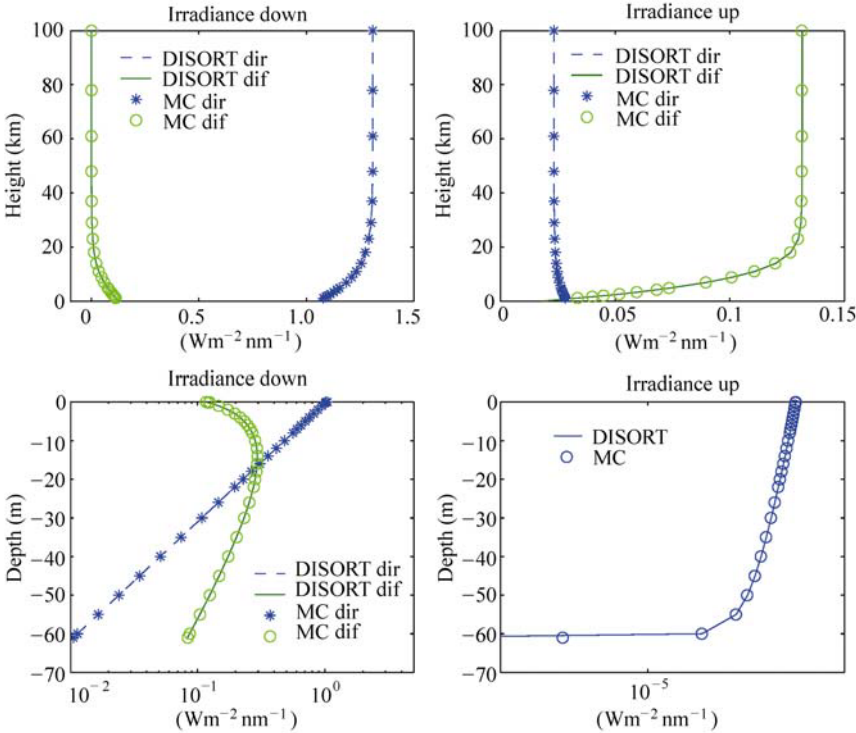 Irradiance down
100
80
60
40
20
0
Height (km)
DISORT dir
DISORT dif
MC dir
MC dif
0
0.5
1.0
1.5
(Wm⁻² nm⁻¹)
Irradiance up
100
80
60
40
20
0
Height (km)
DISORT dir
DISORT dif
MC dir
MC dif
0.05
0.1
0.15
(Wm⁻² nm⁻¹)
Irradiance down
0
−10
−20
−30
−40
−50
−60
−70
Depth (m)
DISORT dir
DISORT dif
MC dir
MC dif
10⁻²
10⁻¹
10⁰
(Wm⁻² nm⁻¹)
Irradiance up
0
−10
−20
−30
−40
−50
−60
−70
Depth (m)
DISORT
MC
10⁻⁵
(Wm⁻² nm⁻¹)